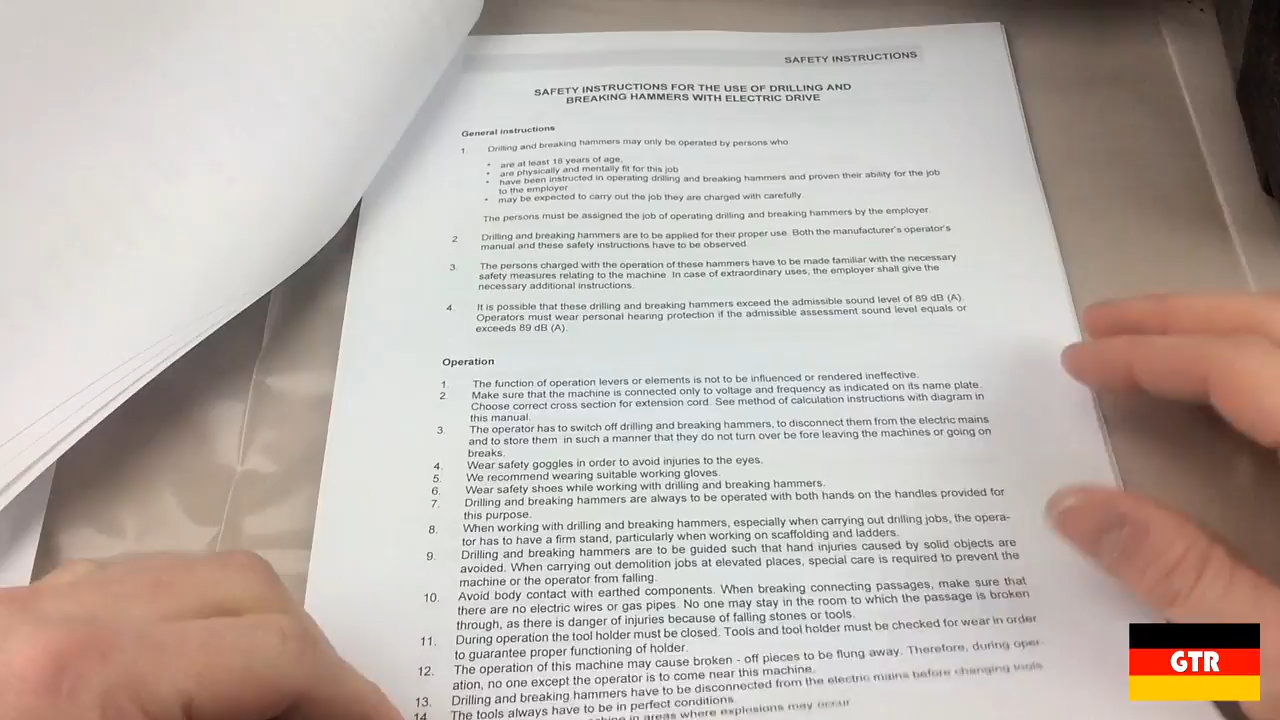 SAFETY INSTRUCTIONS
SAFETY INSTRUCTIONS FOR THE USE OF DRILLING AND
BREAKING HAMMERS WITH ELECTRIC DRIVE
General instructions
1. Drilling and breaking hammers may only be operated by persons who
• are at least 18 years of age,
• are physically and mentally fit for this job
• have been instructed in operating drilling and breaking hammers and proven their ability for the job
to the employer
• may be expected to carry out the job they are charged with carefully.
The persons must be assigned the job of operating drilling and breaking hammers by the employer.
2. Drilling and breaking hammers are to be applied for their proper use. Both the manufacturer's operator's
manual and these safety instructions have to be observed.
3. The persons charged with the operation of these hammers have to be made familiar with the necessary
safety measures relating to the machine. In case of extraordinary uses, the employer shall give the
necessary additional instructions.
4. It is possible that these drilling and breaking hammers exceed the admissible sound level of 89 dB (A).
Operators must wear personal hearing protection if the admissible assessment sound level equals or
exceeds 89 dB (A).
Operation
1. The function of operation levers or elements is not to be influenced or rendered ineffective.
2. Make sure that the machine is connected only to voltage and frequency as indicated on its name plate.
Choose correct cross section for extension cord. See method of calculation instructions with diagram in
this manual.
3. The operator has to switch off drilling and breaking hammers, to disconnect them from the electric mains
and to store them in such a manner that they do not turn over be fore leaving the machines or going on
breaks.
4. Wear safety goggles in order to avoid injuries to the eyes.
5. We recommend wearing suitable working gloves.
6. Wear safety shoes while working with drilling and breaking hammers.
7. Drilling and breaking hammers are always to be operated with both hands on the handles provided for
this purpose.
8. When working with drilling and breaking hammers, especially when carrying out drilling jobs, the opera-
tor has to have a firm stand, particularly when working on scaffolding and ladders.
9. Drilling and breaking hammers are to be guided such that hand injuries caused by solid objects are
avoided. When carrying out demolition jobs at elevated places, special care is required to prevent the
machine or the operator from falling.
10. Avoid body contact with earthed components. When breaking connecting passages, make sure that
there are no electric wires or gas pipes. No one may stay in the room to which the passage is broken
through, as there is danger of injuries because of falling stones or tools.
11. During operation the tool holder must be closed. Tools and tool holder must be checked for wear in order
to guarantee proper functioning of holder.
12. The operation of this machine may cause broken - off pieces to be flung away. Therefore, during oper-
ation, no one except the operator is to come near this machine.
13. Drilling and breaking hammers have to be disconnected from the electric mains before changing tools
14. The tools always have to be in perfect conditions
in areas where explosions may occur
GTR